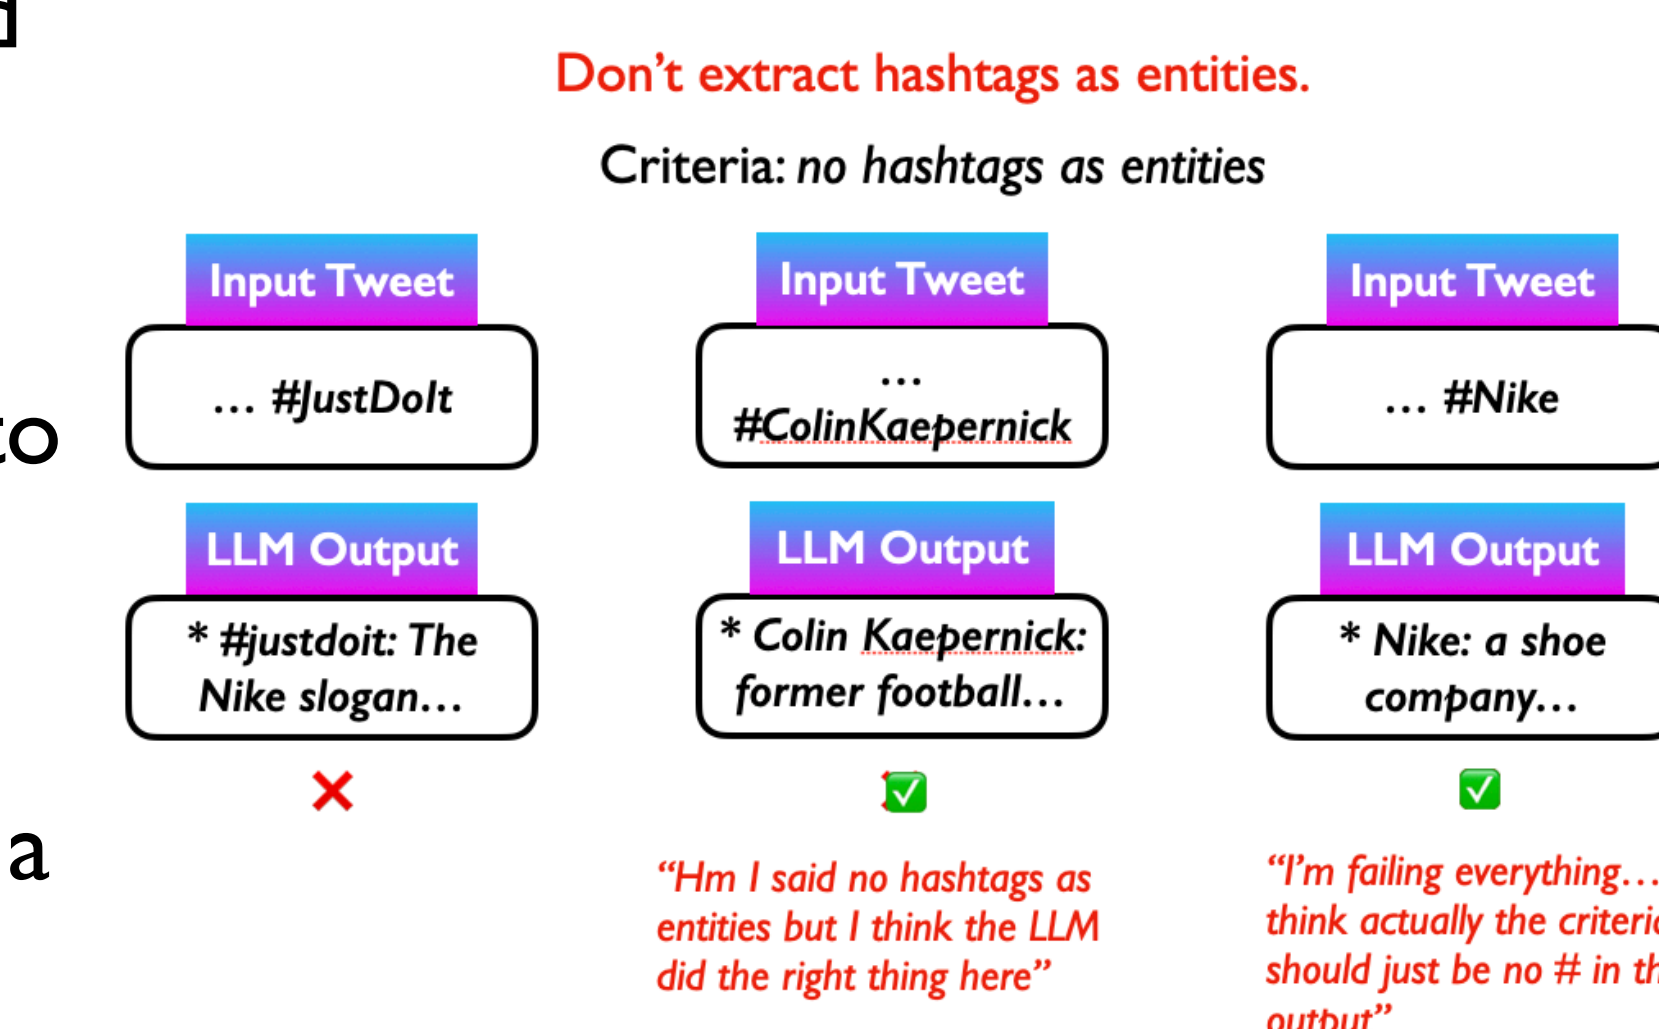 Don't extract hashtags as entities.
Criteria: no hashtags as entities
Input Tweet
… #JustDoIt
LLM Output
* #justdoit: The
Nike slogan…
Input Tweet
…
#ColinKaepernick
LLM Output
* Colin Kaepernick:
former football…
“Hm I said no hashtags as
entities but I think the LLM
did the right thing here”
Input Tweet
… #Nike
LLM Output
* Nike: a shoe
company…
“I'm failing everything…
think actually the criteri
should just be no # in th
output”
to
a